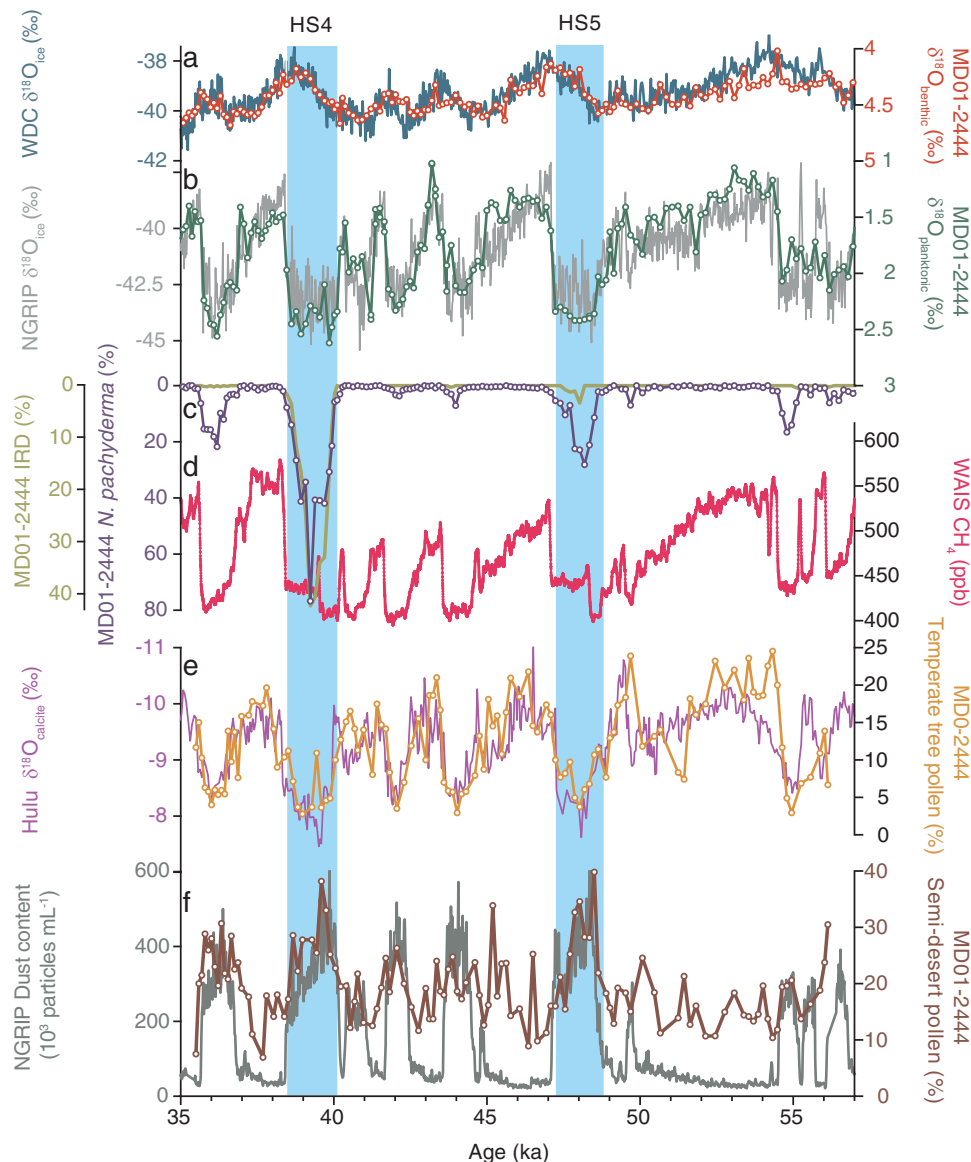 HS4 HS5
a
WDC δ¹⁸Oice (‰)
-38
-40
-42
MD01-2444
δ¹⁸Obenthic (‰)
4
4.5
5
b
NGRIP δ¹⁸Oice (‰)
-40
-42.5
-45
MD01-2444
δ¹⁸Oplanktonic (‰)
1
1.5
2
2.5
3
c
MD01-2444 IRD (%)
0
10
20
30
40
MD01-2444 N. pachyderma (%)
0
20
40
60
80
d
WAIS CH₄ (ppb)
600
550
500
450
400
e
Hulu δ¹⁸Ocalcite (‰)
-11
-10
-9
-8
MD0-2444
Temperate tree pollen (%)
25
20
15
10
5
0
f
NGRIP Dust content
(10³ particles mL⁻¹)
600
400
200
0
MD01-2444
Semi-desert pollen (%)
40
30
20
10
0
35 40 45 50 55
Age (ka)